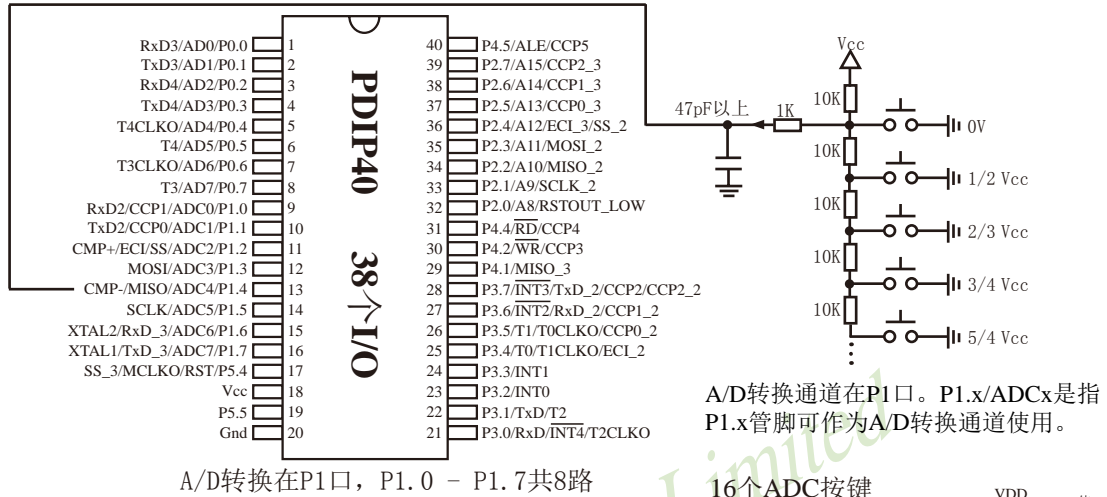 RxD3/AD0/P0.0 1
TxD3/AD1/P0.1 2
RxD4/AD2/P0.2 3
TxD4/AD3/P0.3 4
T4CLKO/AD4/P0.4 5
T4/AD5/P0.5 6
T3CLKO/AD6/P0.6 7
T3/AD7/P0.7 8
RxD2/CCP1/ADC0/P1.0 9
TxD2/CCP0/ADC1/P1.1 10
CMP+/ECI/SS/ADC2/P1.2 11
MOSI/ADC3/P1.3 12
CMP-/MISO/ADC4/P1.4 13
SCLK/ADC5/P1.5 14
XTAL2/RxD_3/ADC6/P1.6 15
XTAL1/TxD_3/ADC7/P1.7 16
SS_3/MCLKO/RST/P5.4 17
Vcc 18
P5.5 19
Gnd 20
PDIP40 38个I/O
40 P4.5/ALE/CCP5
39 P2.7/A15/CCP2_3
38 P2.6/A14/CCP1_3
37 P2.5/A13/CCP0_3
36 P2.4/A12/ECI_3/SS_2
35 P2.3/A11/MOSI_2
34 P2.2/A10/MISO_2
33 P2.1/A9/SCLK_2
32 P2.0/A8/RSTOUT_LOW
31 P4.4/RD/CCP4
30 P4.2/WR/CCP3
29 P4.1/MISO_3
28 P3.7/INT3/TxD_2/CCP2/CCP2_2
27 P3.6/INT2/RxD_2/CCP1_2
26 P3.5/T1/T0CLKO/CCP0_2
25 P3.4/T0/T1CLKO/ECI_2
24 P3.3/INT1
23 P3.2/INT0
22 P3.1/TxD/T2
21 P3.0/RxD/INT4/T2CLKO
A/D转换在P1口，P1.0 - P1.7共8路
Vcc
10K
47pF以上 1K
0V
10K
1/2 Vcc
10K
2/3 Vcc
10K
3/4 Vcc
10K
5/4 Vcc
A/D转换通道在P1口。P1.x/ADCx是指
P1.x管脚可作为A/D转换通道使用。
Limited
16个ADC按键
VDD